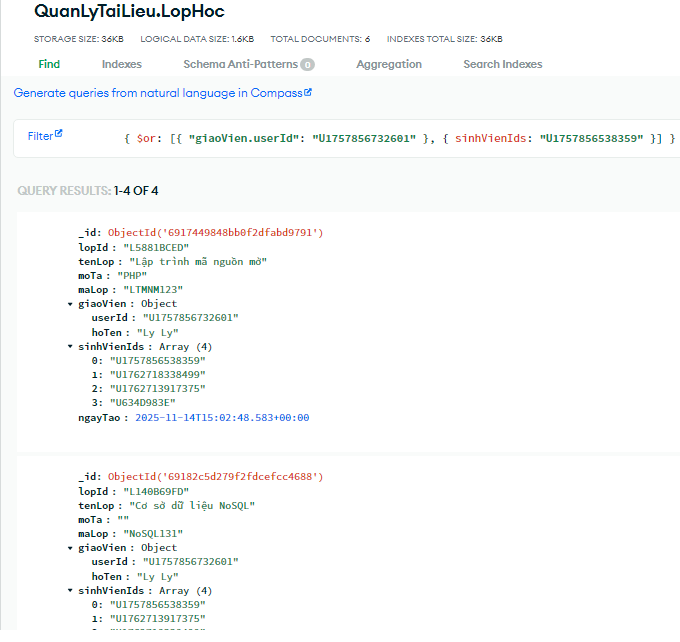 QuanLyTaiLieu.LopHoc
STORAGE SIZE: 36KB LOGICAL DATA SIZE: 1.6KB TOTAL DOCUMENTS: 6 INDEXES TOTAL SIZE: 36KB
Find Indexes Schema Anti-Patterns 0 Aggregation Search Indexes
Generate queries from natural language in Compass
Filter { $or: [{ "giaoVien.userId": "U1757856732601" }, { sinhVienIds: "U1757856538359" }] }
QUERY RESULTS: 1-4 OF 4
_id: ObjectId('6917449848bb0f2dfabd9791')
lopId : "L5881BCED"
tenLop : "Lập trình mã nguồn mở"
moTa : "PHP"
maLop : "LTMNM123"
giaoVien : Object
userId : "U1757856732601"
hoTen : "Ly Ly"
sinhVienIds : Array (4)
0: "U1757856538359"
1: "U1762718338499"
2: "U1762713917375"
3: "U634D983E"
ngayTao : 2025-11-14T15:02:48.583+00:00
_id: ObjectId('69182c5d279f2fdcefcc4688')
lopId : "L140B69FD"
tenLop : "Cơ sở dữ liệu NoSQL"
moTa : ""
maLop : "NoSQL131"
giaoVien : Object
userId : "U1757856732601"
hoTen : "Ly Ly"
sinhVienIds : Array (4)
0: "U1757856538359"
1: "U1762713917375"